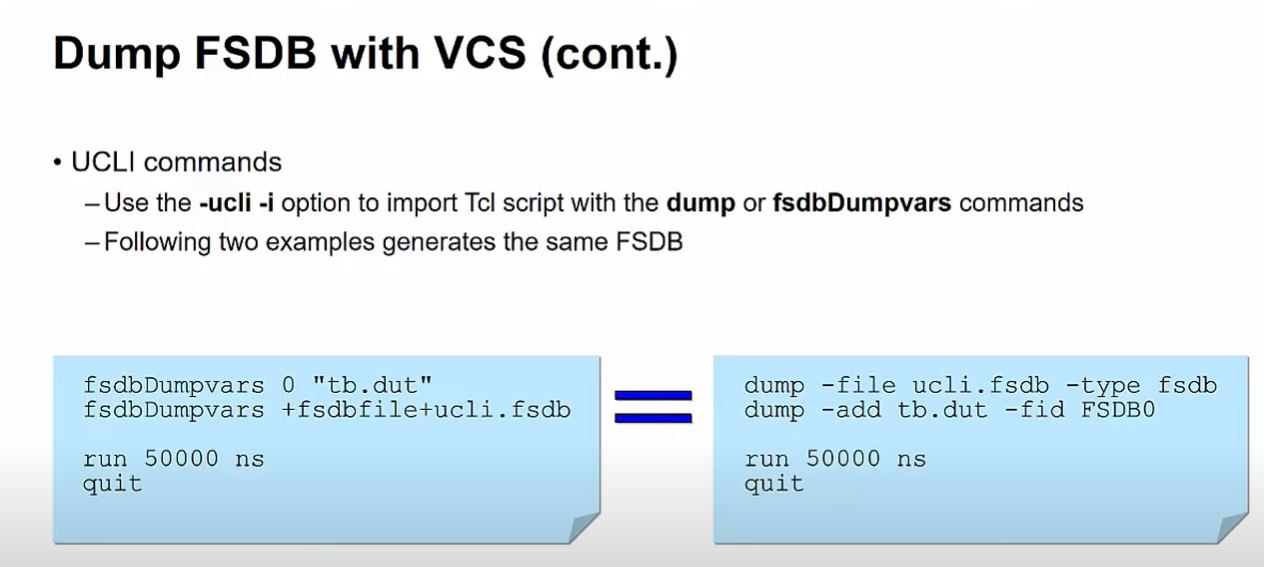 Dump FSDB with VCS (cont.)
• UCLI commands
–Use the -ucli -i option to import Tcl script with the dump or fsdbDumpvars commands
–Following two examples generates the same FSDB
fsdbDumpvars 0 "tb.dut"
fsdbDumpvars +fsdbfile+ucli.fsdb
run 50000 ns
quit
dump -file ucli.fsdb -type fsdb
dump -add tb.dut -fid FSDB0
run 50000 ns
quit